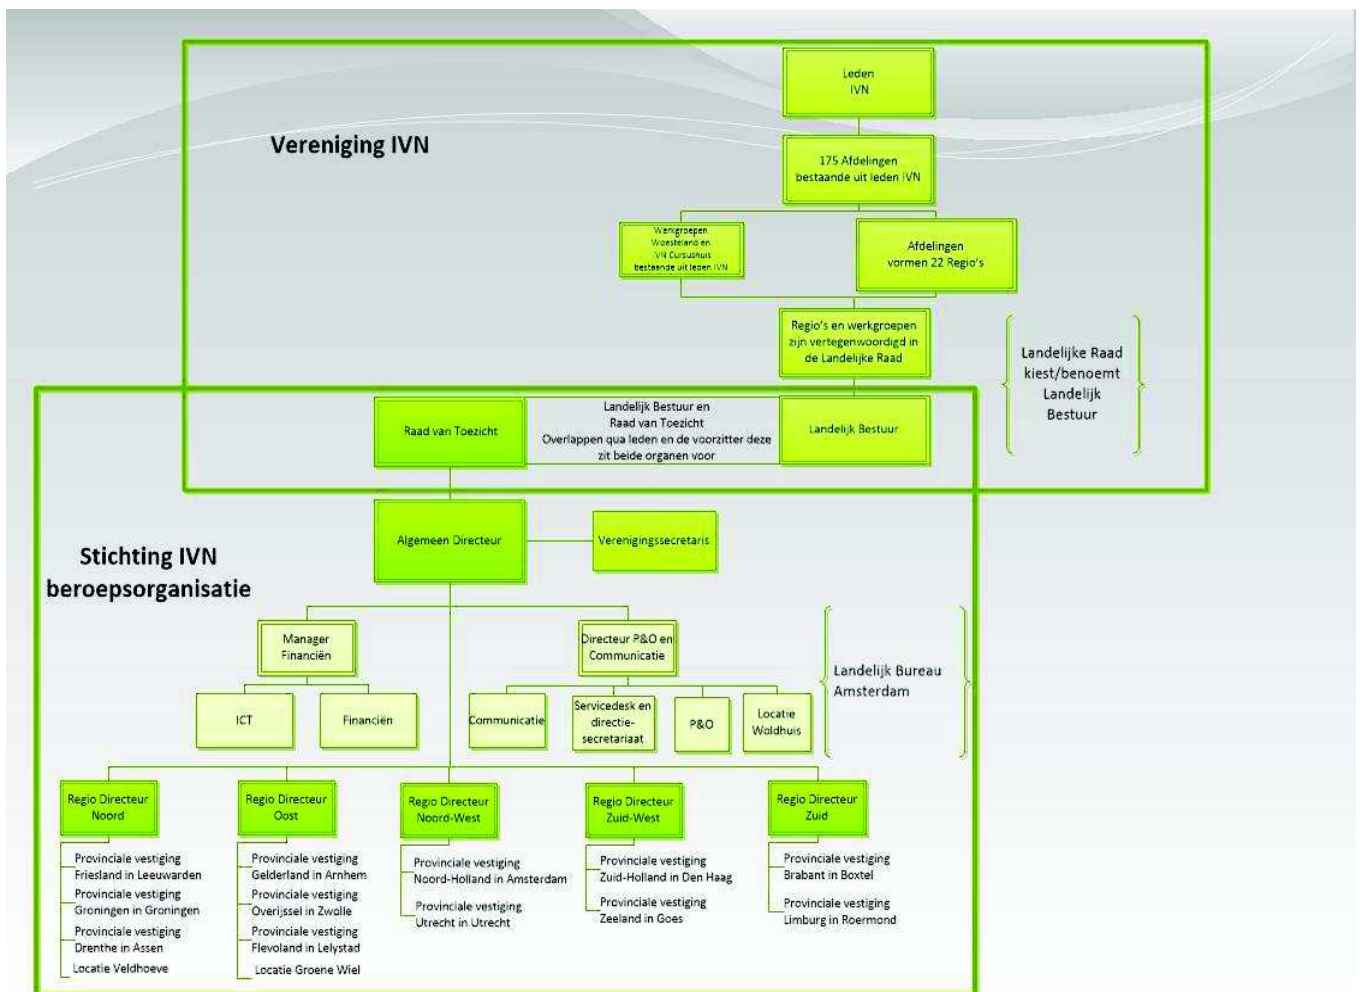 Vereniging IVN
Leden
IVN
175 Afdelingen
bestaande uit leden IVN
Werkgroepen
Woesteland en
IVN Cursushuis
bestaande uit leden IVN
Afdelingen
vormen 22 Regio's
Regio's en werkgroepen
zijn vertegenwoordigd in
de Landelijke Raad
Landelijke Raad
kiest/benoemt
Landelijk
Bestuur
Raad van Toezicht
Landelijk Bestuur en
Raad van Toezicht
Overlappen qua leden en de voorzitter deze
zit beide organen voor
Landelijk Bestuur
Stichting IVN
beroepsorganisatie
Algemeen Directeur
Verenigingssecretaris
Manager
Financiën
Directeur P&O en
Communicatie
Landelijk Bureau
Amsterdam
ICT
Financiën
Communicatie
Servicedesk en
directie-
secretariaat
P&O
Locatie
Woldhuis
Regio Directeur
Noord
Provinciale vestiging
Friesland in Leeuwarden
Provinciale vestiging
Groningen in Groningen
Provinciale vestiging
Drenthe in Assen
Locatie Veldhoeve
Regio Directeur
Oost
Provinciale vestiging
Gelderland in Arnhem
Provinciale vestiging
Overijssel in Zwolle
Provinciale vestiging
Flevoland in Lelystad
Locatie Groene Wiel
Regio Directeur
Noord-West
Provinciale vestiging
Noord-Holland in Amsterdam
Provinciale vestiging
Utrecht in Utrecht
Regio Directeur
Zuid-West
Provinciale vestiging
Zuid-Holland in Den Haag
Provinciale vestiging
Zeeland in Goes
Regio Directeur
Zuid
Provinciale vestiging
Brabant in Boxtel
Provinciale vestiging
Limburg in Roermond